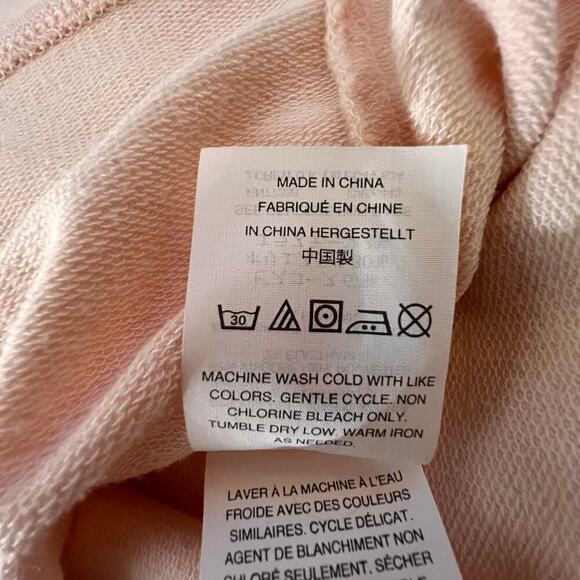 MADE IN CHINA
FABRIQUÉ EN CHINE
IN CHINA HERGESTELLT
中国製
30
MACHINE WASH COLD WITH LIKE
COLORS. GENTLE CYCLE. NON
CHLORINE BLEACH ONLY.
TUMBLE DRY LOW. WARM IRON
AS NEEDED.
LAVER À LA MACHINE À L'EAU
FROIDE AVEC DES COULEURS
SIMILAIRES. CYCLE DÉLICAT.
AGENT DE BLANCHIMENT NON
CHLORÉ SEULEMENT. SÉCHER